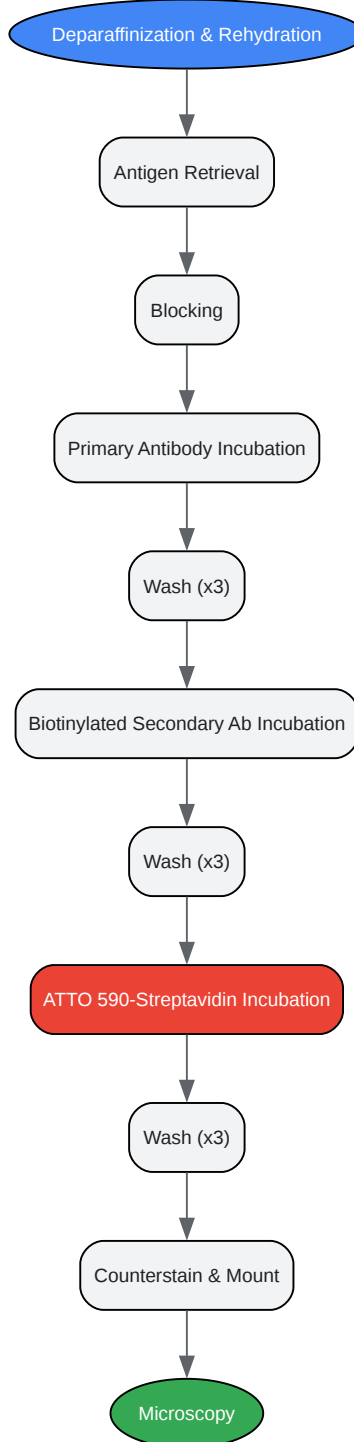 Deparaffinization & Rehydration
Antigen Retrieval
Blocking
Primary Antibody Incubation
Wash (x3)
Biotinylated Secondary Ab Incubation
Wash (x3)
ATTO 590-Streptavidin Incubation
Wash (x3)
Counterstain & Mount
Microscopy